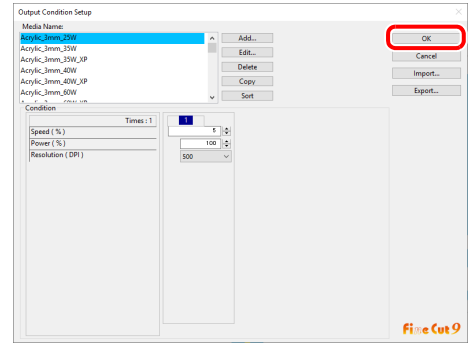 Output Condition Setup
Media Name:
Acrylic_3mm_25W
Acrylic_3mm_35W
Acrylic_3mm_35W_XP
Acrylic_3mm_40W
Acrylic_3mm_40W_XP
Acrylic_3mm_60W
Add...
Edit...
Delete
Copy
Sort
OK
Cancel
Import...
Export...
Condition
Times : 1
1
Speed ( % )
5
Power ( % )
100
Resolution ( DPI )
500
Fine Cut 9